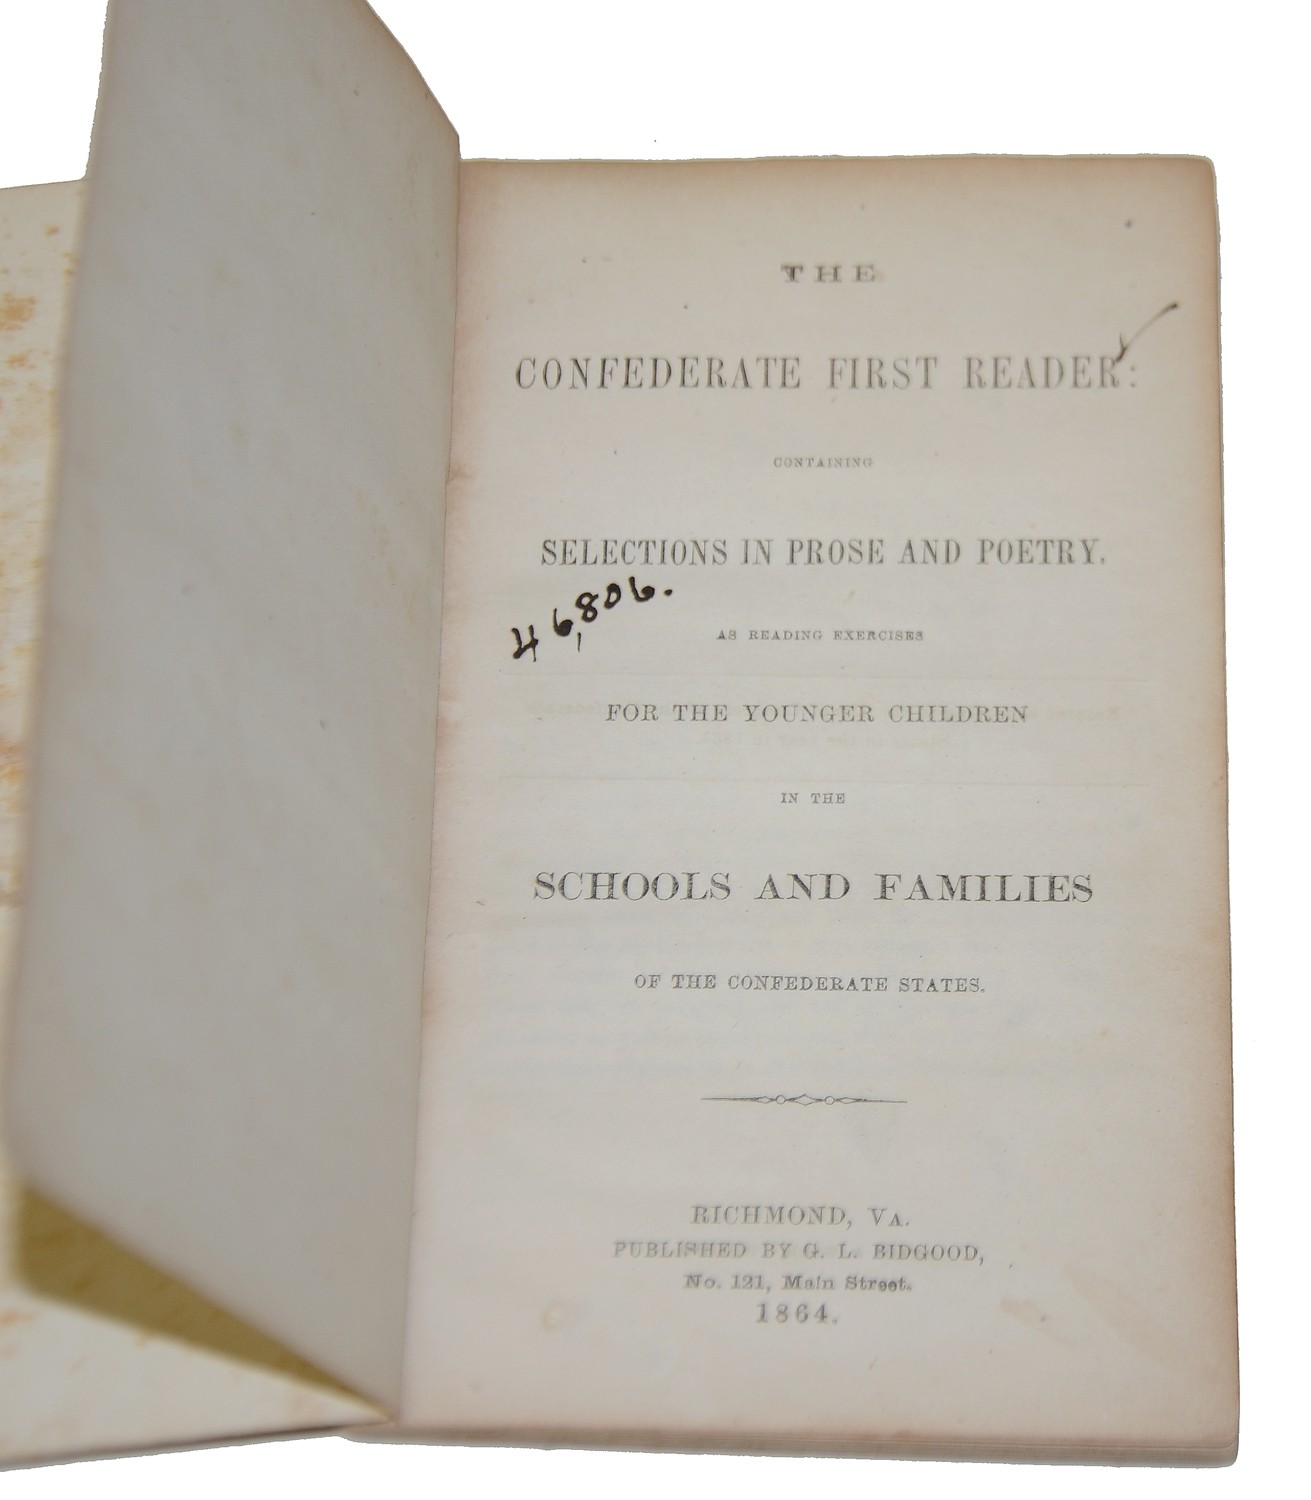 THE
CONFEDERATE FIRST READER:
CONTAINING
SELECTIONS IN PROSE AND POETRY,
46,806.
AS READING EXERCISES
FOR THE YOUNGER CHILDREN
IN THE
SCHOOLS AND FAMILIES
OF THE CONFEDERATE STATES.
RICHMOND, VA.
PUBLISHED BY G. L. BIDGOOD,
No. 121, Main Street.
1864.